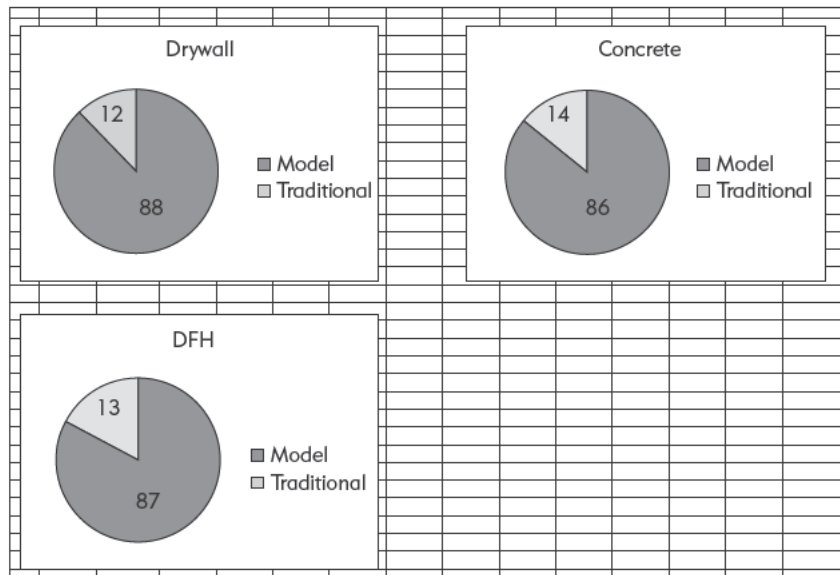 Drywall
12
88
Model
Traditional
Concrete
14
86
Model
Traditional
DFH
13
87
Model
Traditional